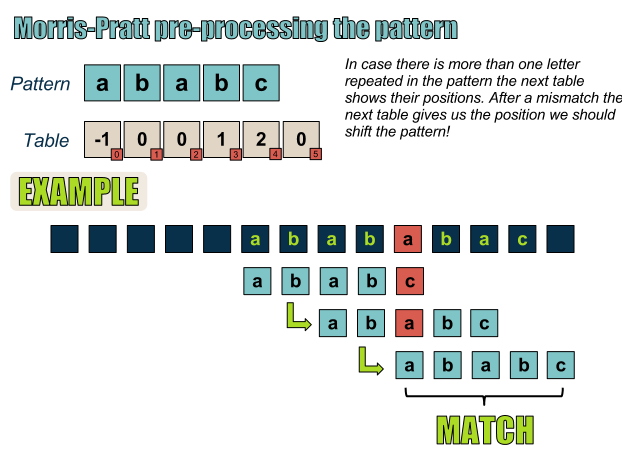 Morris-Pratt pre-processing the pattern
In case there is more than one letter
repeated in the pattern the next table
shows their positions. After a mismatch the
next table gives us the position we should
shift the pattern!
Pattern a b a b c
Table -1 0 0 1 2 0
0 1 2 3 4 5
EXAMPLE
a b a b a b a c
a b a b c
a b a b c
a b a b c
MATCH